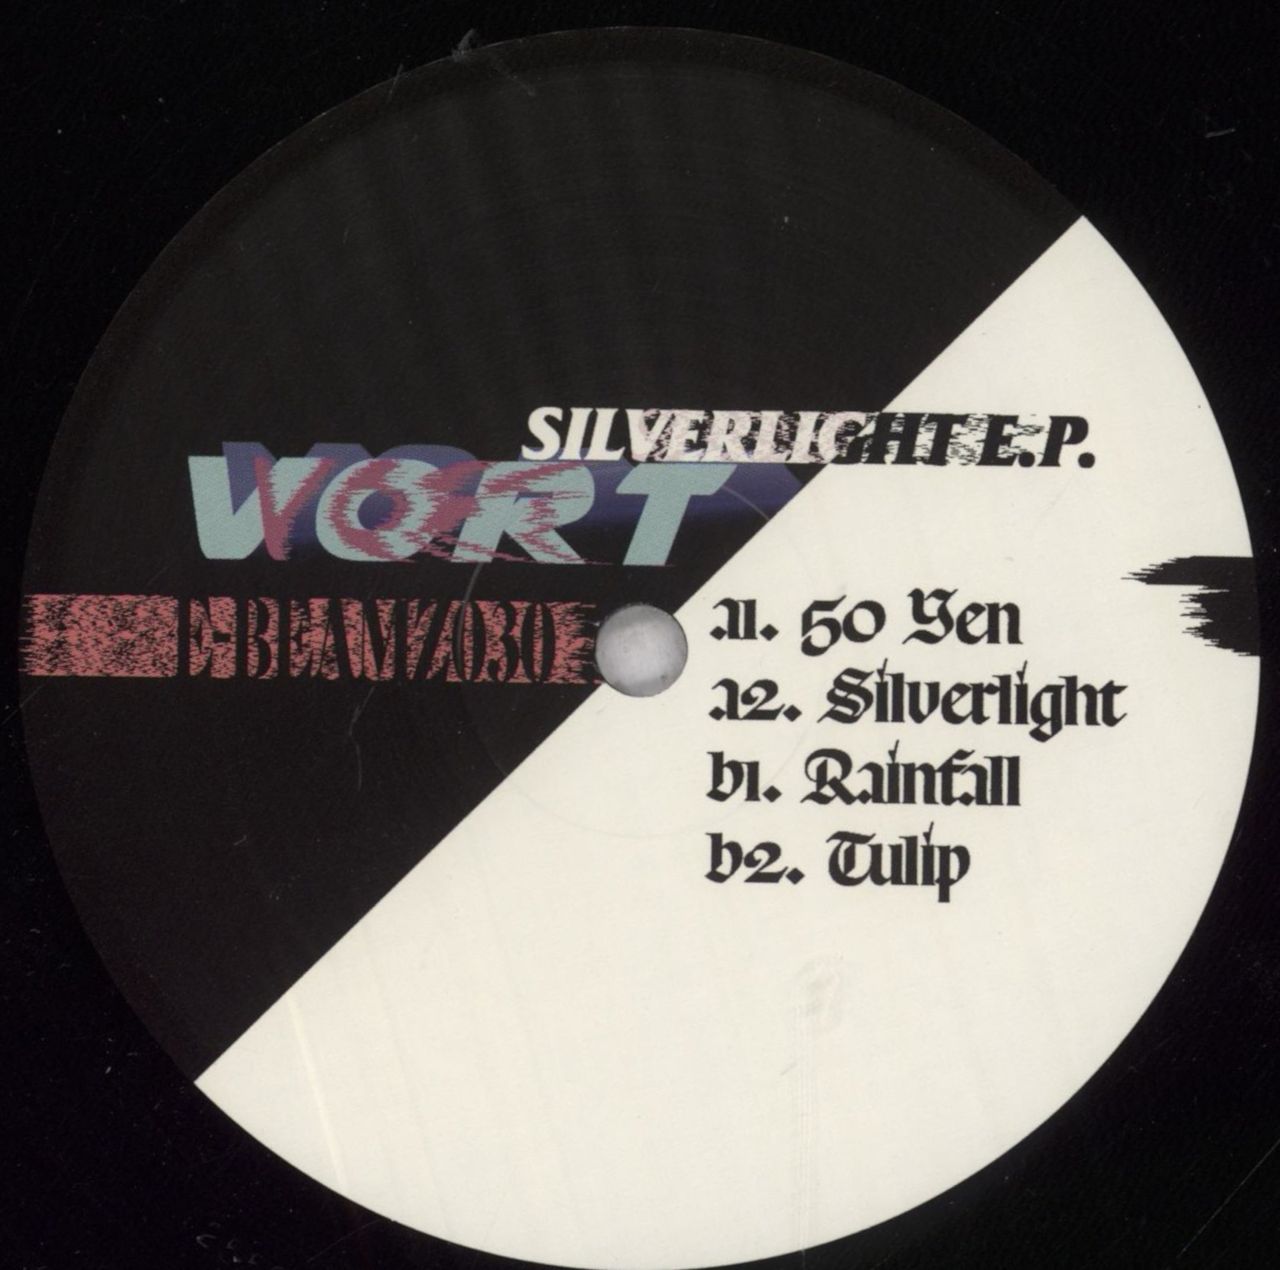 SILVERLIGHT E.P.
VORT
E-BEAMZ030
a1. 50 Yen
a2. Silverlight
b1. Rainfall
b2. Tulip